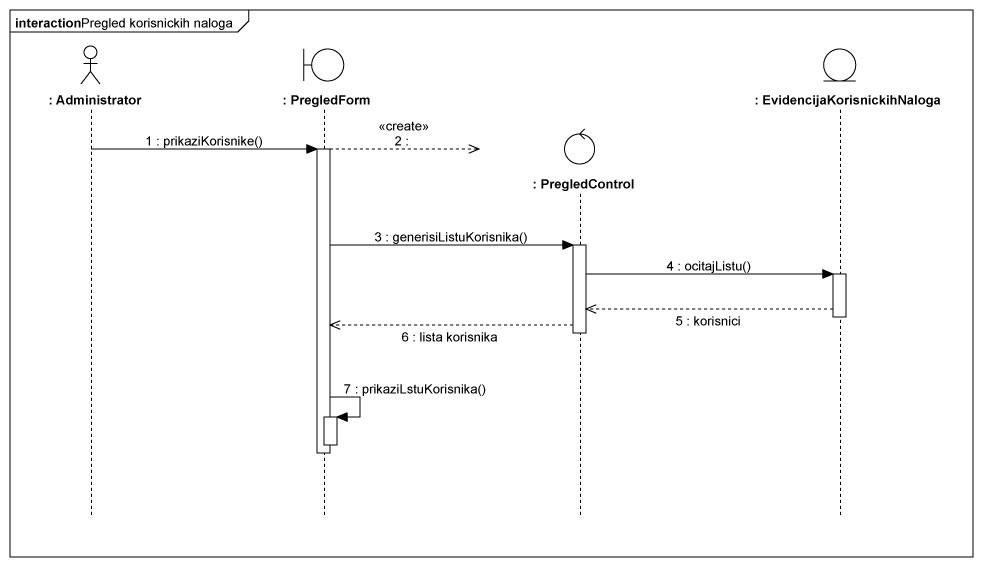 interactionPregled korisnickih naloga
: Administrator
: PregledForm
: EvidencijaKorisnickihNaloga
1 : prikaziKorisnike()
«create»
2 :
: PregledControl
3 : generisiListuKorisnika()
4 : ocitajListu()
5 : korisnici
6 : lista korisnika
7 : prikaziLstuKorisnika()